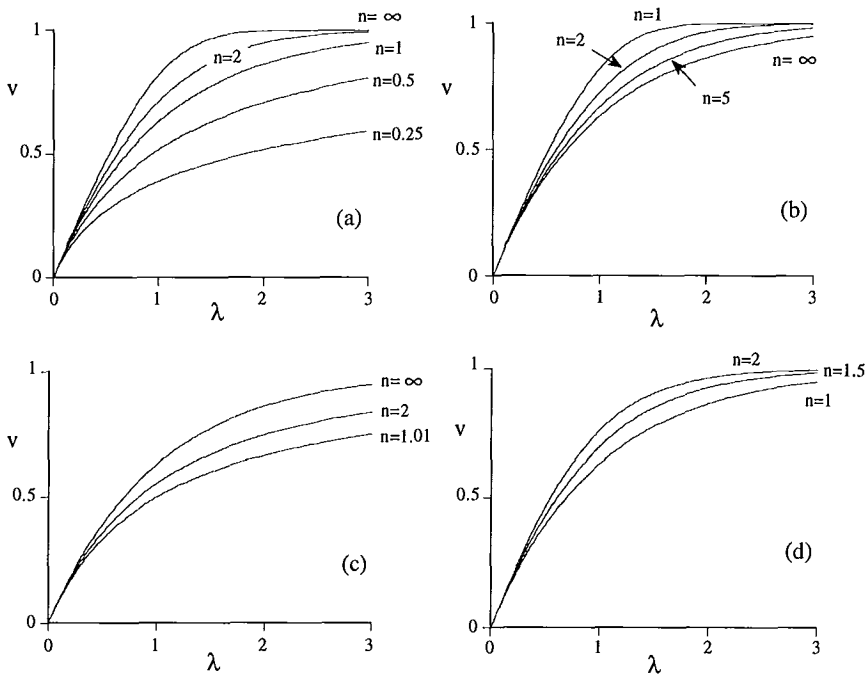 1
n= ∞
n=2
n=1
v
n=0.5
0.5
n=0.25
(a)
0
0
1
2
3
λ
1
n=1
n=2
n= ∞
v
n=5
0.5
(b)
0
0
1
2
3
λ
1
n= ∞
n=2
v
n=1.01
0.5
(c)
0
0
1
2
3
λ
1
n=2
n=1.5
n=1
v
0.5
(d)
0
0
1
2
3
λ